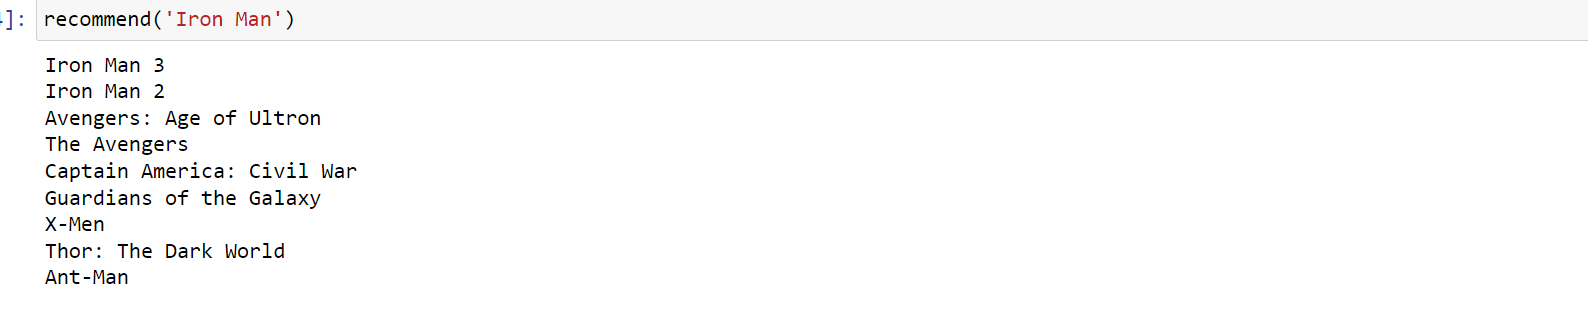 ]: recommend('Iron Man')
Iron Man 3
Iron Man 2
Avengers: Age of Ultron
The Avengers
Captain America: Civil War
Guardians of the Galaxy
X-Men
Thor: The Dark World
Ant-Man